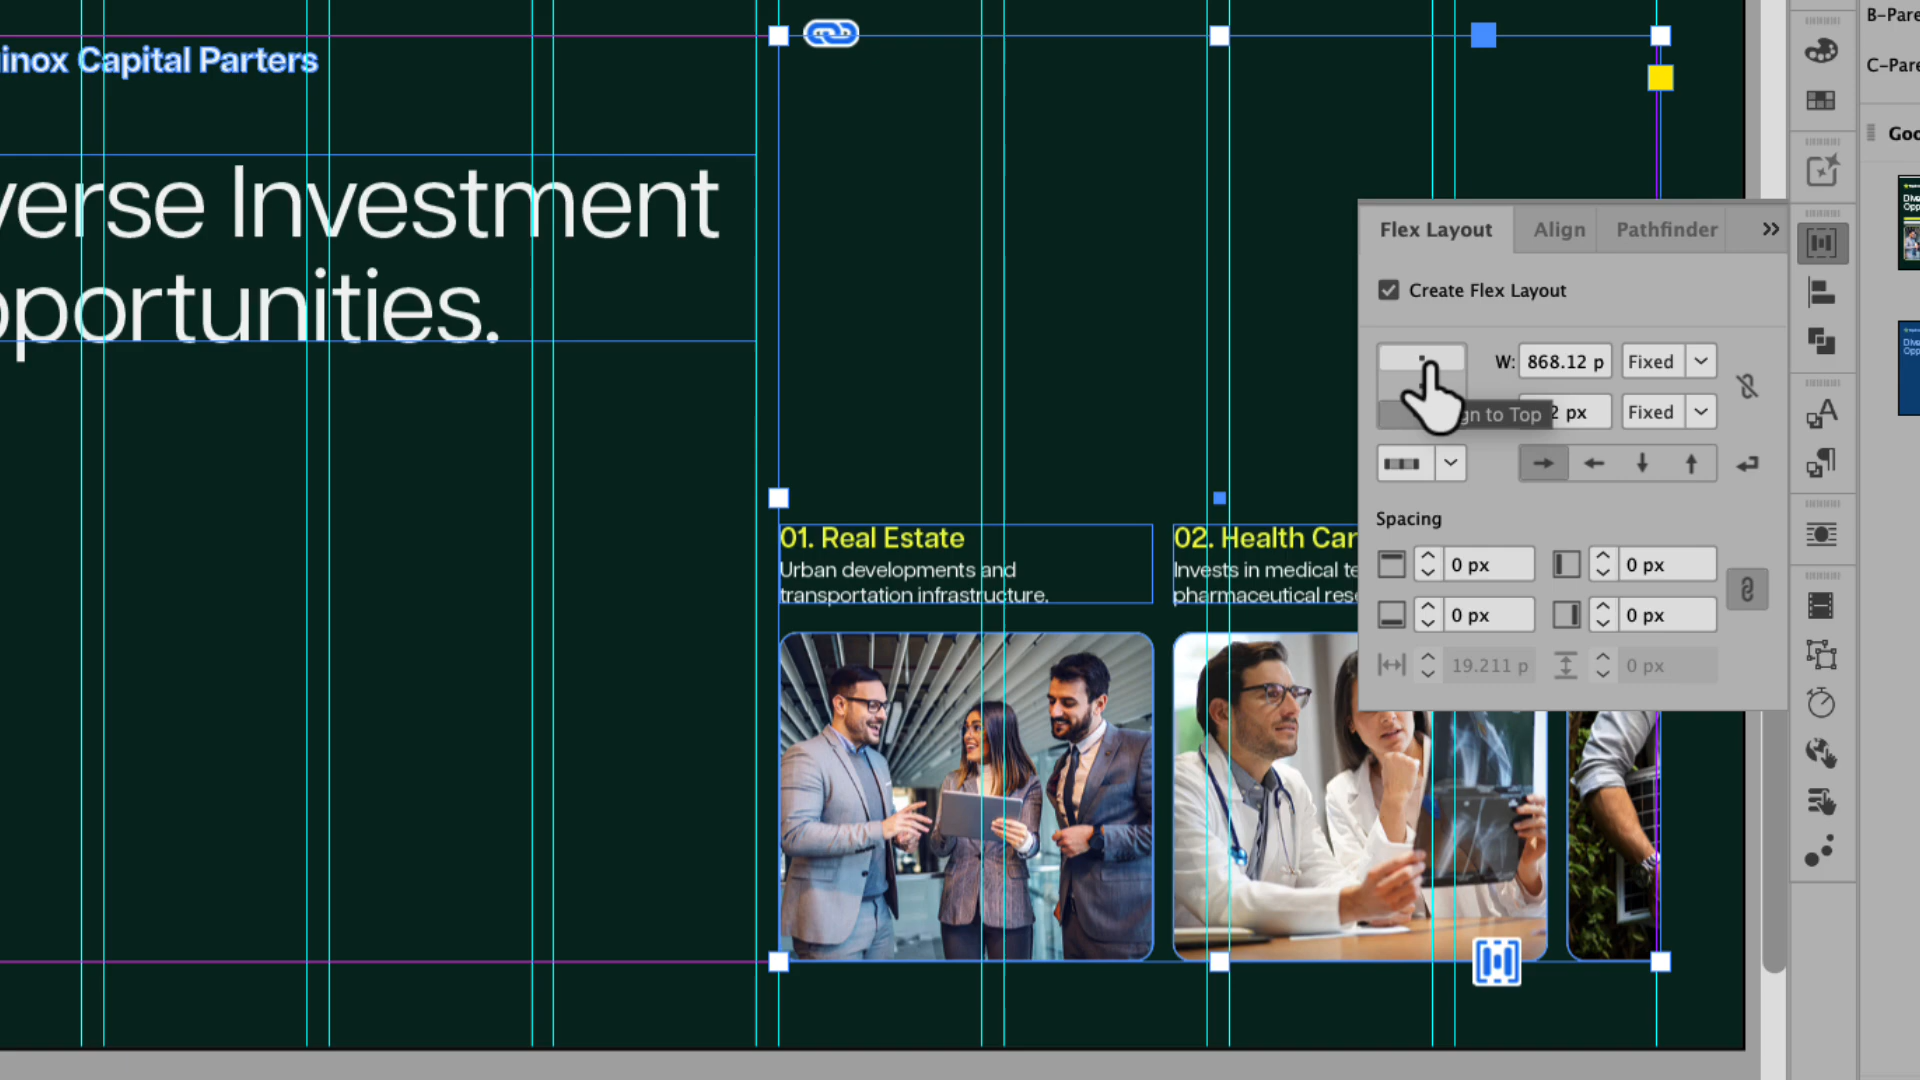 B-Pare
inox Capital Parters
C-Pare
Goo
verse Investment
pportunities.
Flex Layout
Align
Pathfinder
Create Flex Layout
W: 868.12 p
Fixed
gn to Top
2 px
Fixed
Spacing
0 px
0 px
0 px
0 px
19.211 p
0 px
01. Real Estate
Urban developments and
transportation infrastructure.
02. Health Car
Invests in medical te
pharmaceutical rese